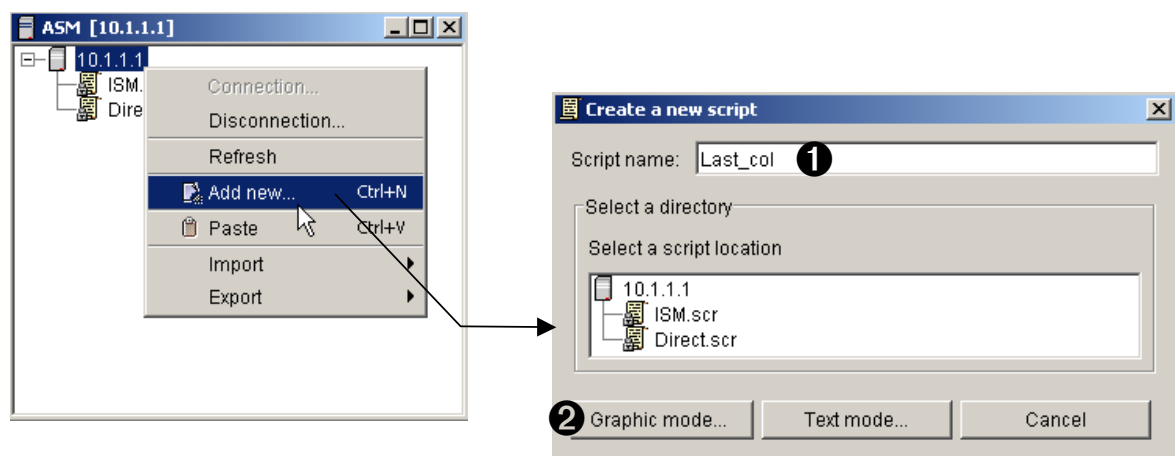 ASM [10.1.1.1]
10.1.1.1
ISM.
Dire
Connection...
Disconnection...
Refresh
Add new... Ctrl+N
Paste Ctrl+V
Import
Export
Create a new script
Script name: Last_col ❶
Select a directory
Select a script location
10.1.1.1
ISM.scr
Direct.scr
❷ Graphic mode... Text mode... Cancel